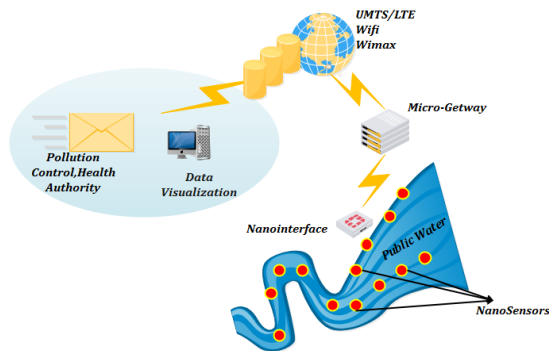 UMTS/LTE
Wifi
Wimax
Micro-Getway
Pollution
Control,Health
Authority
Data
Visualization
Nanointerface
Public Water
NanoSensors